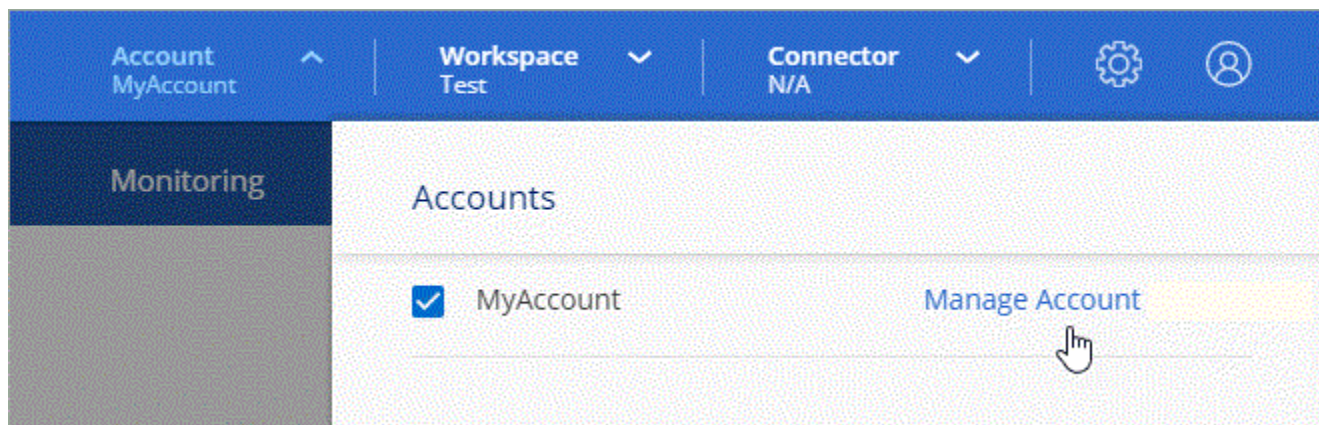 Account
MyAccount
Workspace
Test
Connector
N/A
Monitoring
Accounts
MyAccount
Manage Account